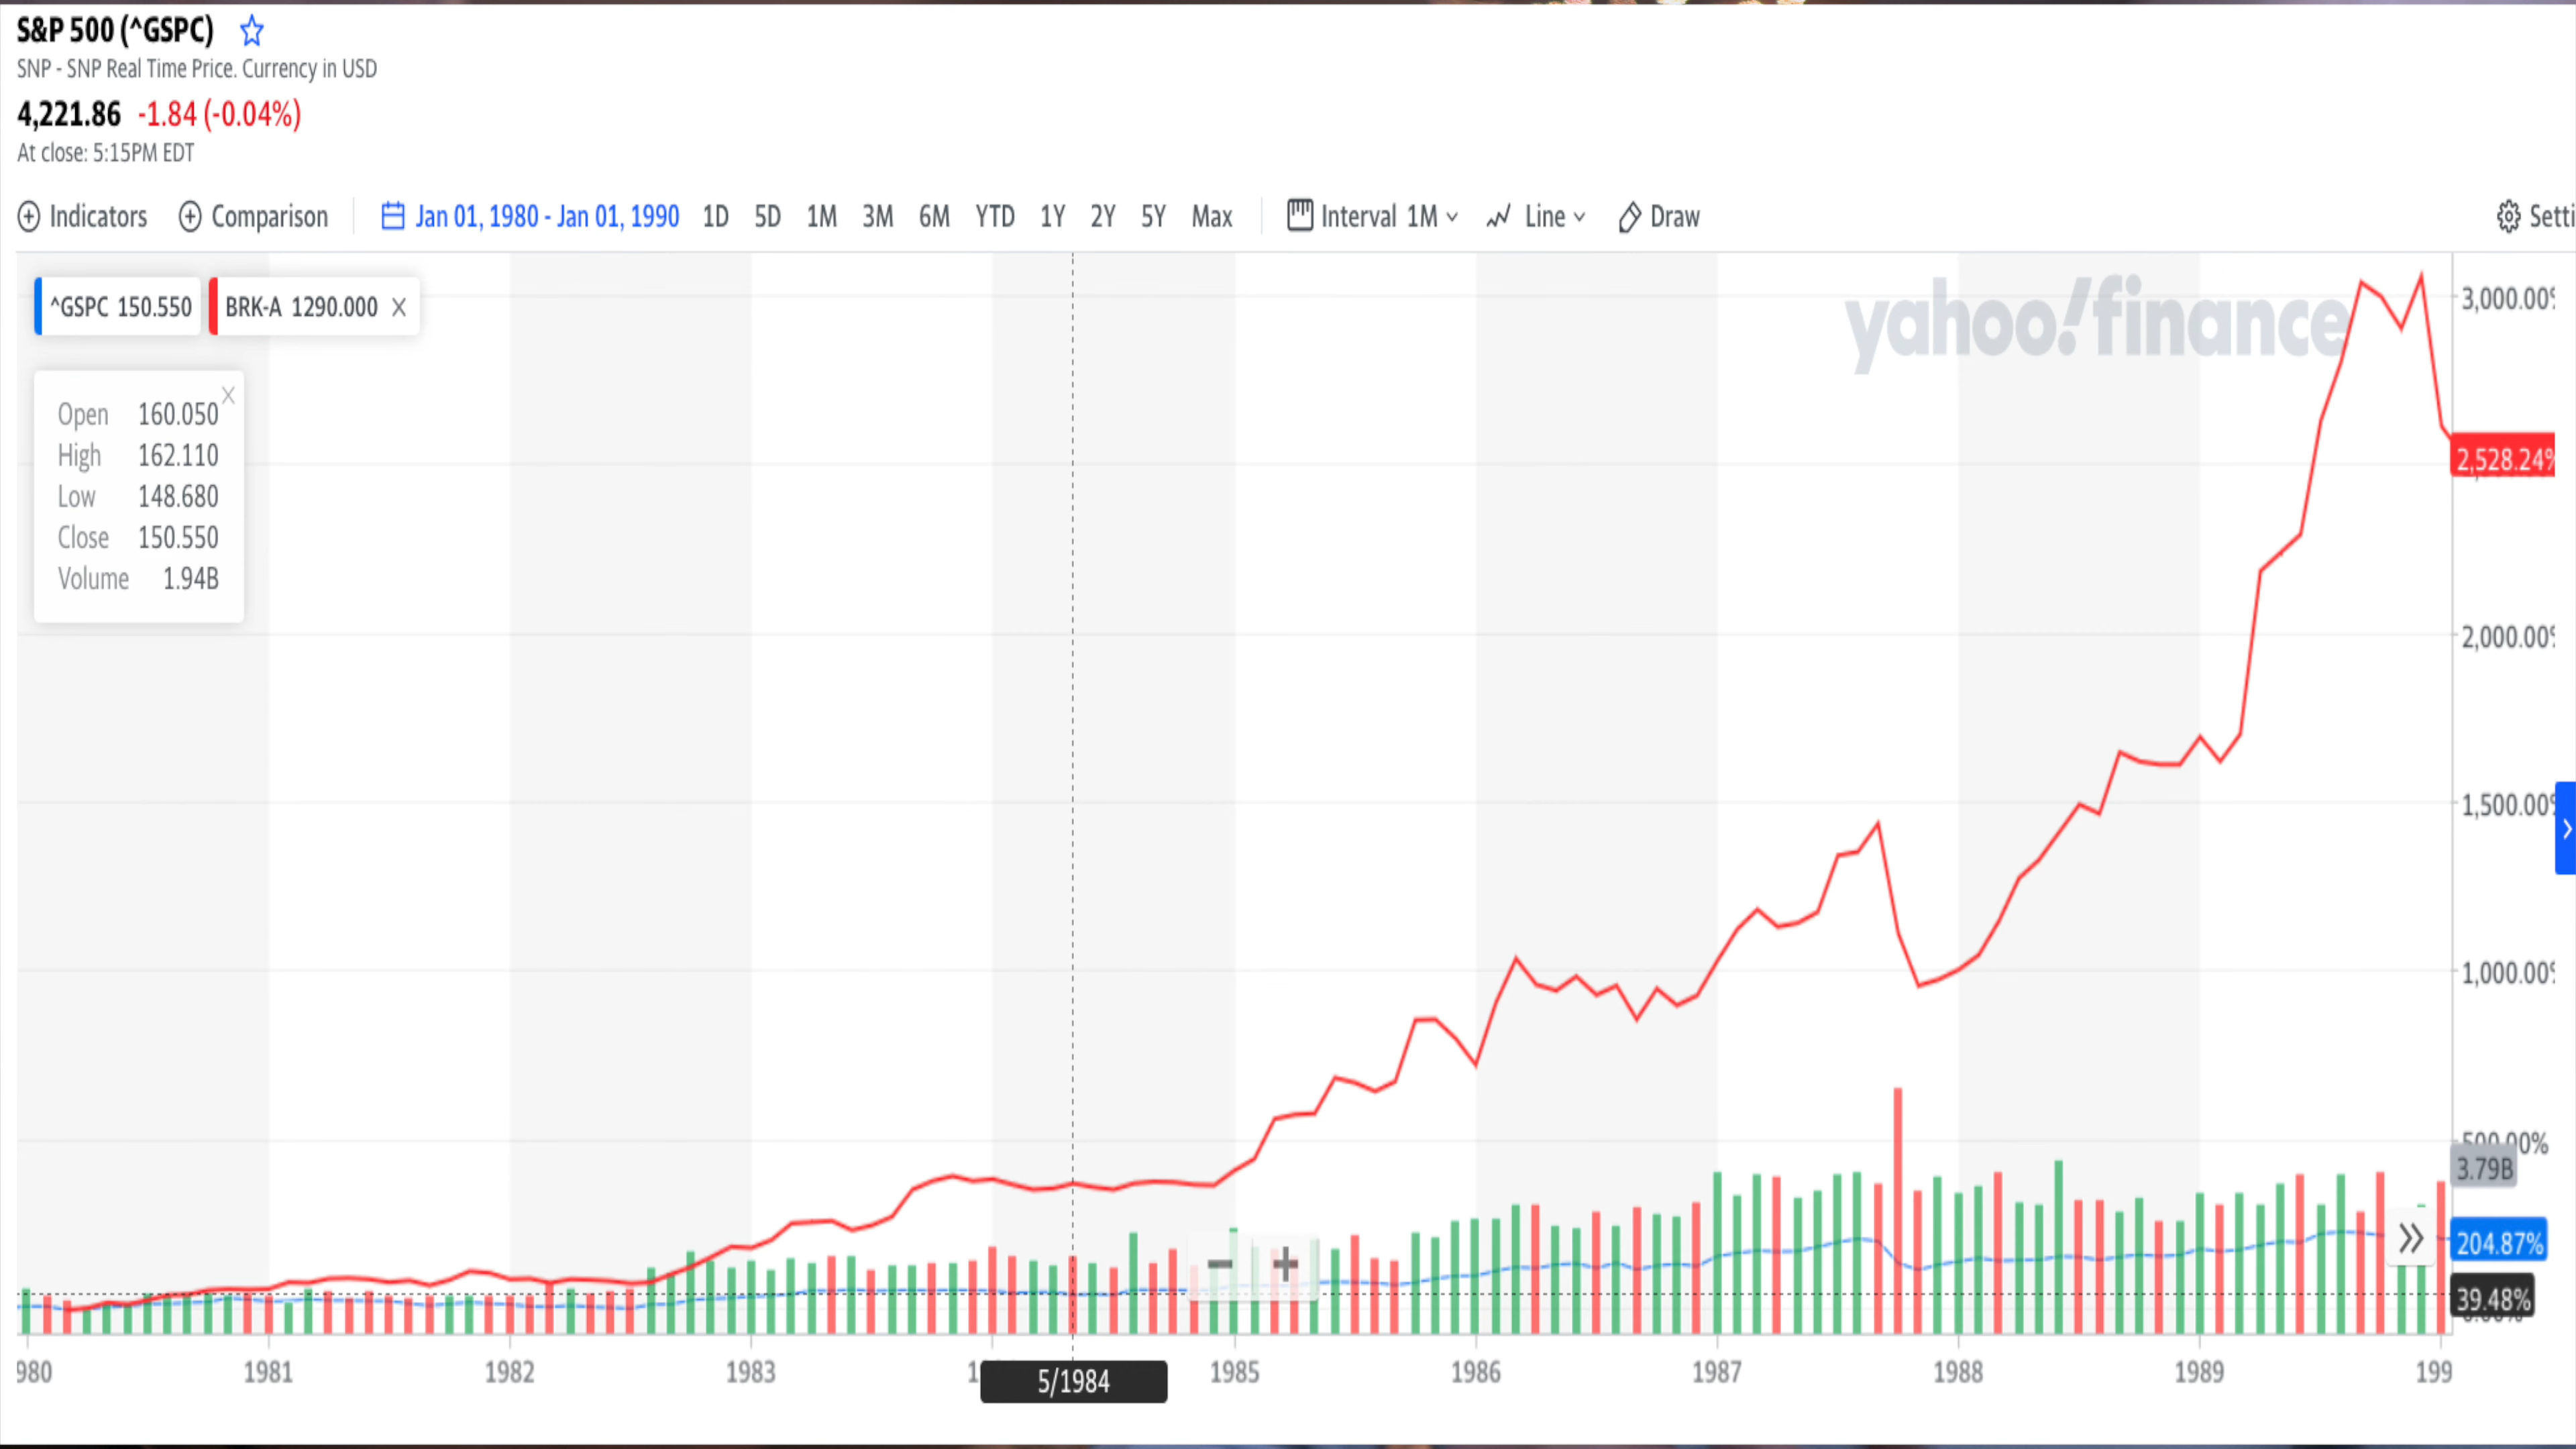 S&P 500 (^GSPC)
SNP - SNP Real Time Price. Currency in USD
4,221.86 -1.84 (-0.04%)
At close: 5:15PM EDT
Indicators Comparison Jan 01, 1980 - Jan 01, 1990 1D 5D 1M 3M 6M YTD 1Y 2Y 5Y Max Interval 1M Line Draw Setti
^GSPC 150.550 BRK-A 1290.000 X
yahoo!finance
X
Open 160.050
High 162.110
Low 148.680
Close 150.550
Volume 1.94B
3,000.00%
2,528.24%
2,000.00%
1,500.00%
1,000.00%
500.00%
3.79B
204.87%
39.48%
980 1981 1982 1983 1 5/1984 1985 1986 1987 1988 1989 199